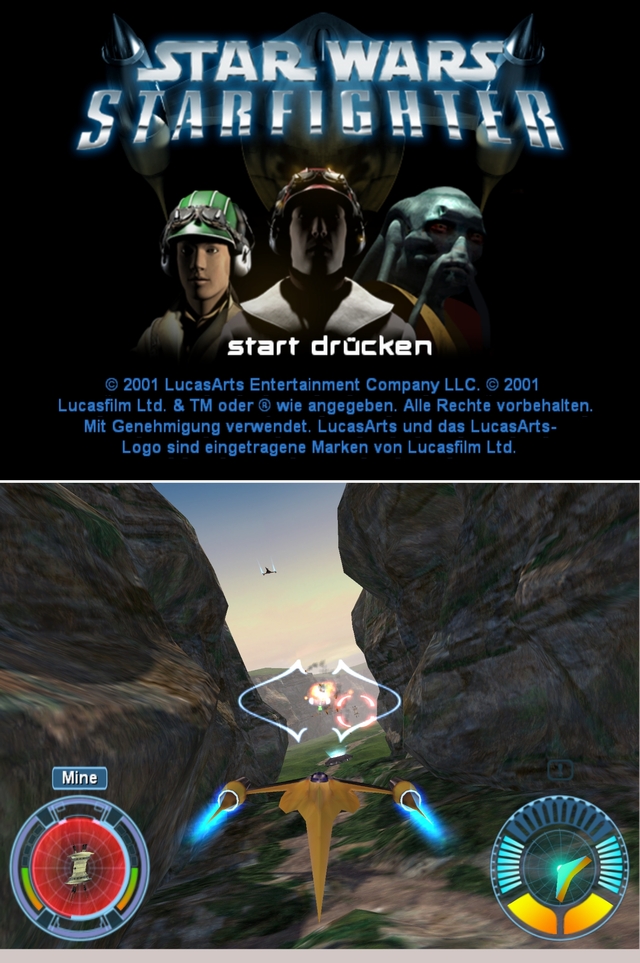 STAR WARS
STARFIGHTER
start drücken
© 2001 LucasArts Entertainment Company LLC. © 2001
Lucasfilm Ltd. & TM oder ® wie angegeben. Alle Rechte vorbehalten.
Mit Genehmigung verwendet. LucasArts und das LucasArts-
Logo sind eingetragene Marken von Lucasfilm Ltd.
Mine